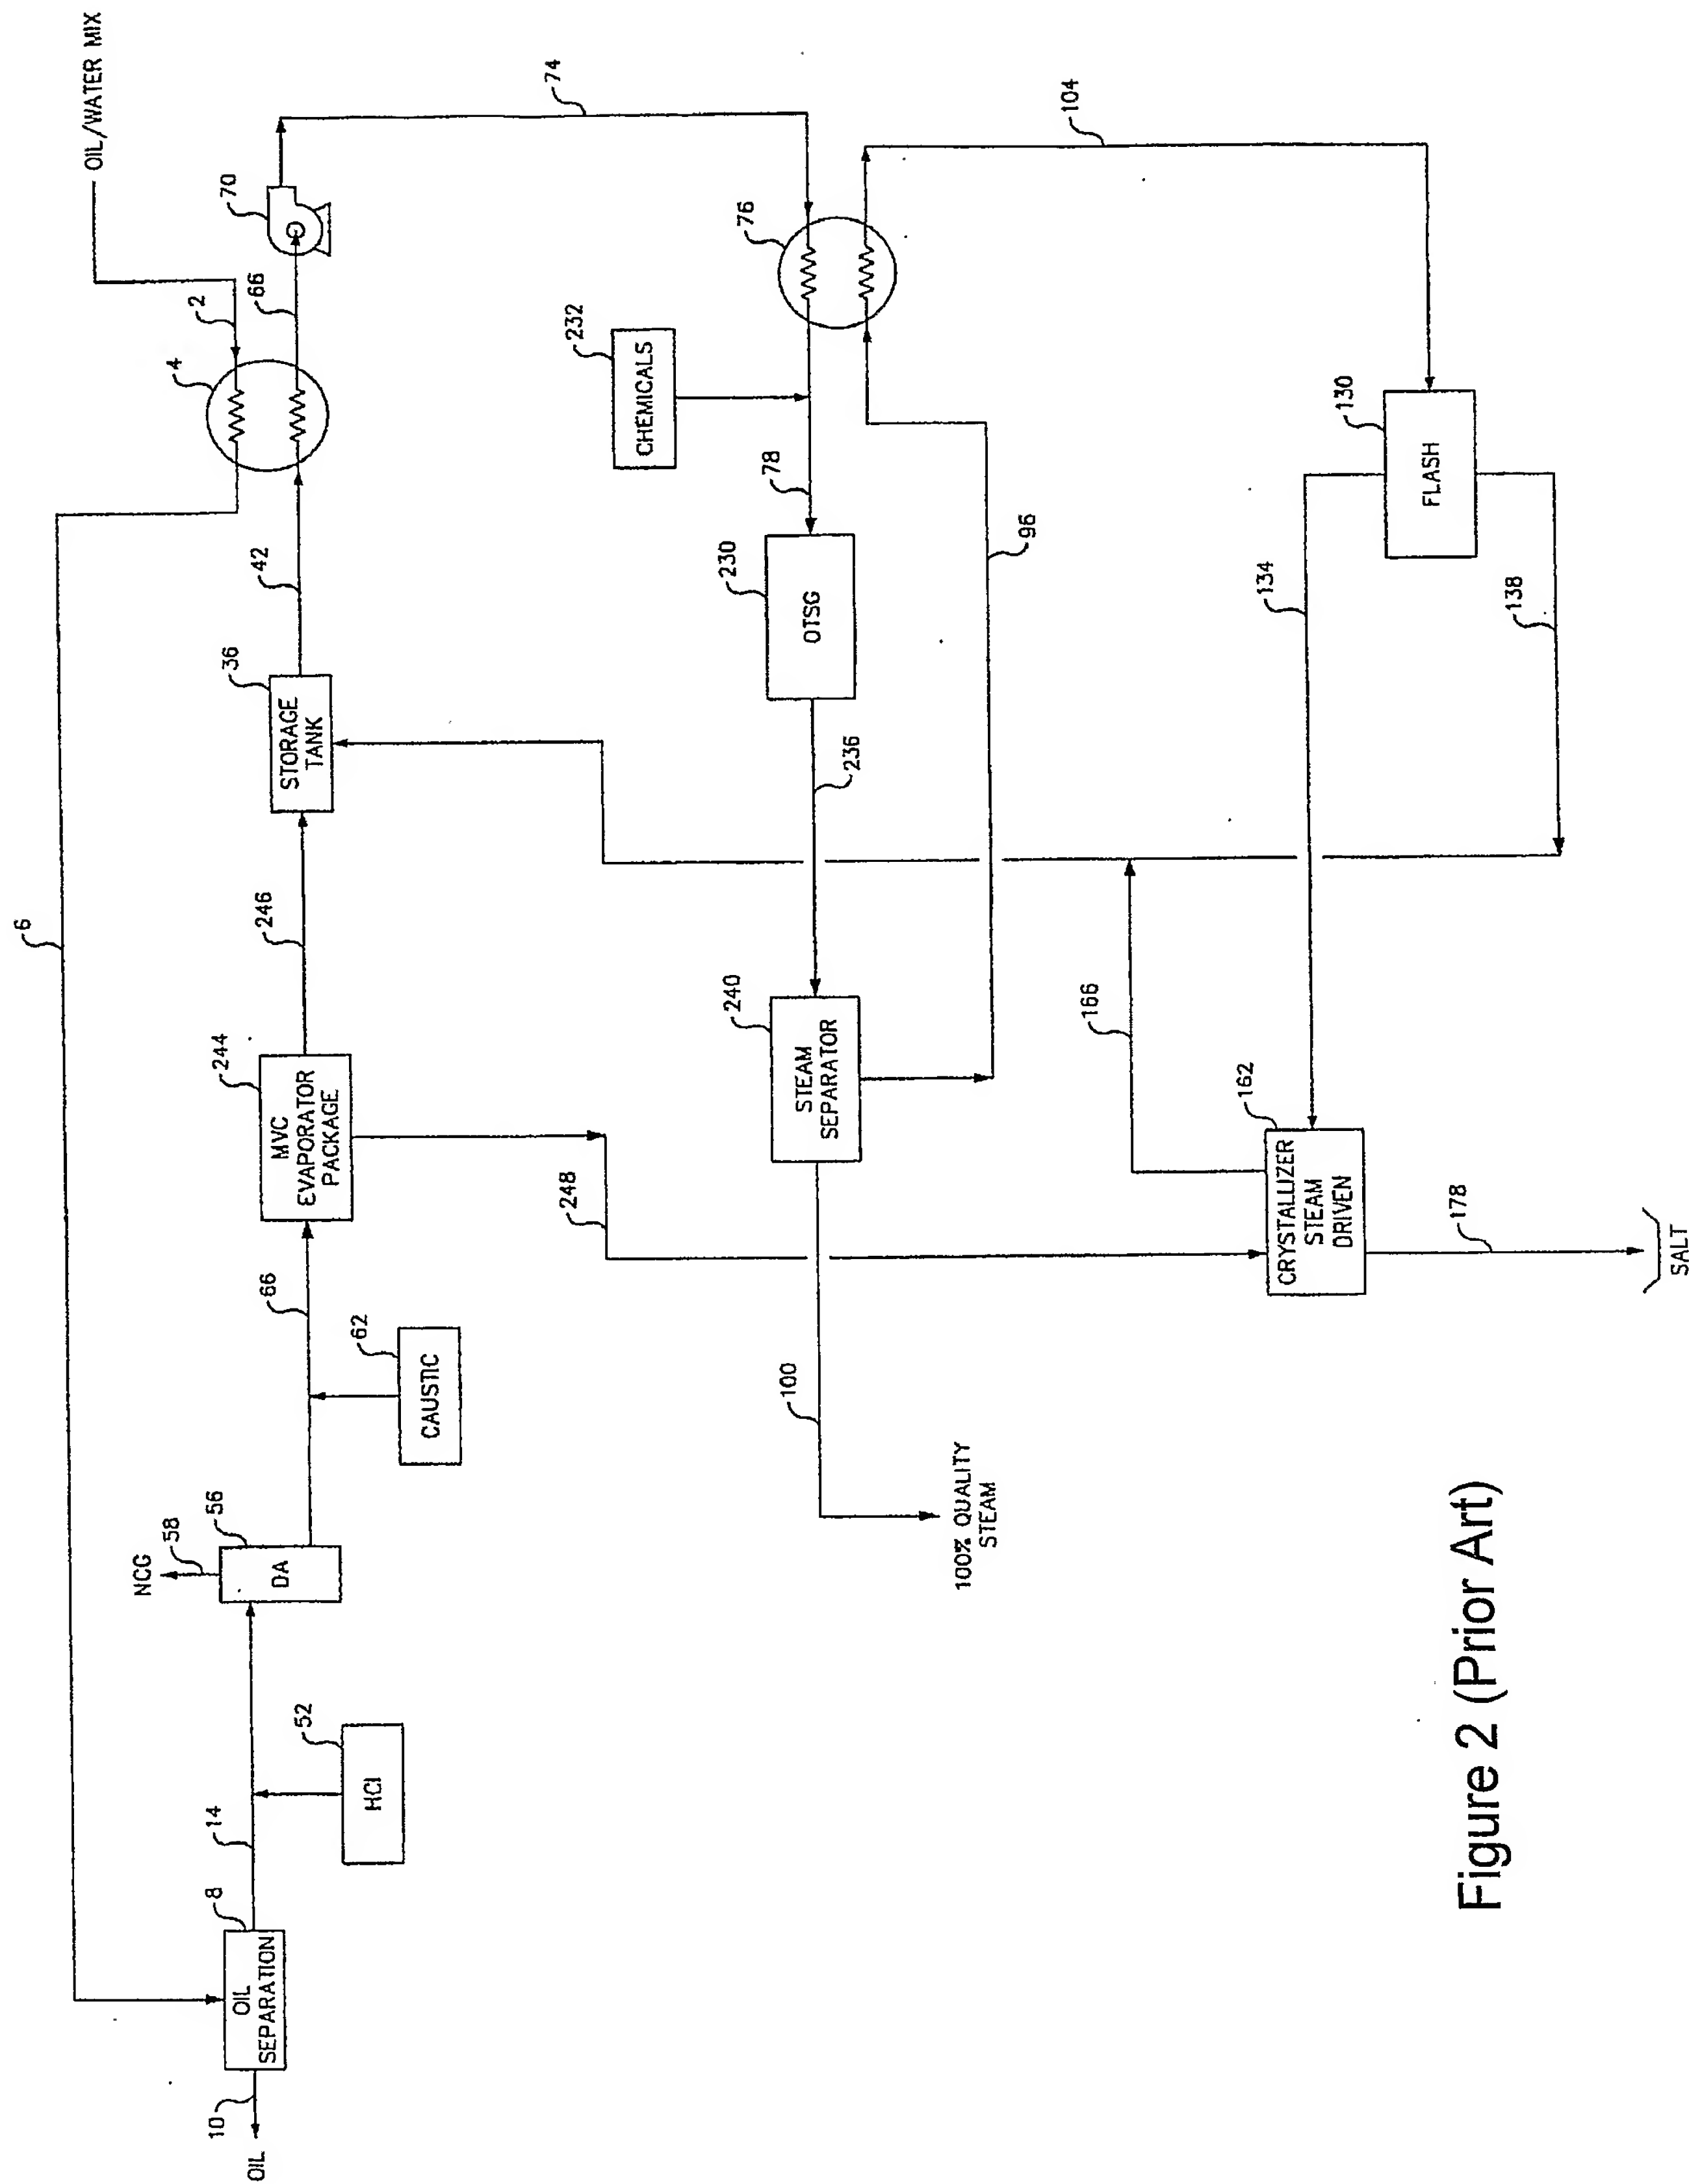 OIL/WATER MIX
2
4
66
70
74
6
42
36
STORAGE
TANK
246
244
MVC
EVAPORATOR
PACKAGE
66
62
CAUSTIC
NCG
58
56
DA
52
HCl
14
8
OIL
SEPARATION
10
OIL
76
232
CHEMICALS
78
230
OTSG
236
240
STEAM
SEPARATOR
96
248
100
100% QUALITY
STEAM
104
130
FLASH
134
138
166
162
CRYSTALLIZER
STEAM
DRIVEN
178
SALT
Figure 2 (Prior Art)